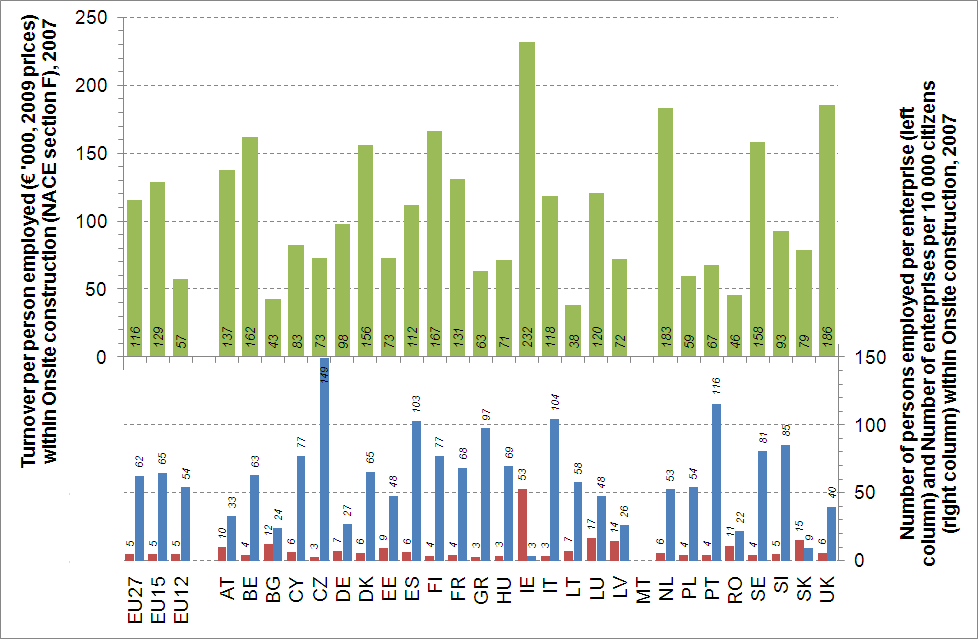 Turnover per person employed (€ '000, 2009 prices)
within Onsite construction (NACE section F), 2007
250
200
150
100
50
0
116
129
57
137
162
43
83
73
98
156
73
112
167
131
63
71
232
118
38
120
72
183
59
67
46
158
93
79
186
150
100
50
0
5
62
5
65
5
54
10
33
4
63
12
24
6
77
3
149
7
27
5
65
9
48
6
103
4
77
4
68
3
97
3
69
53
3
3
104
7
58
17
48
14
26
6
53
4
54
4
116
11
22
4
81
5
85
15
9
6
40
EU27
EU15
EU12
AT
BE
BG
CY
CZ
DE
DK
EE
ES
FI
FR
GR
HU
IE
IT
LT
LU
LV
MT
NL
PL
PT
RO
SE
SI
SK
UK
Number of persons employed per enterprise (left
column) and Number of enterprises per 10 000 citizens
(right column) within Onsite construction, 2007